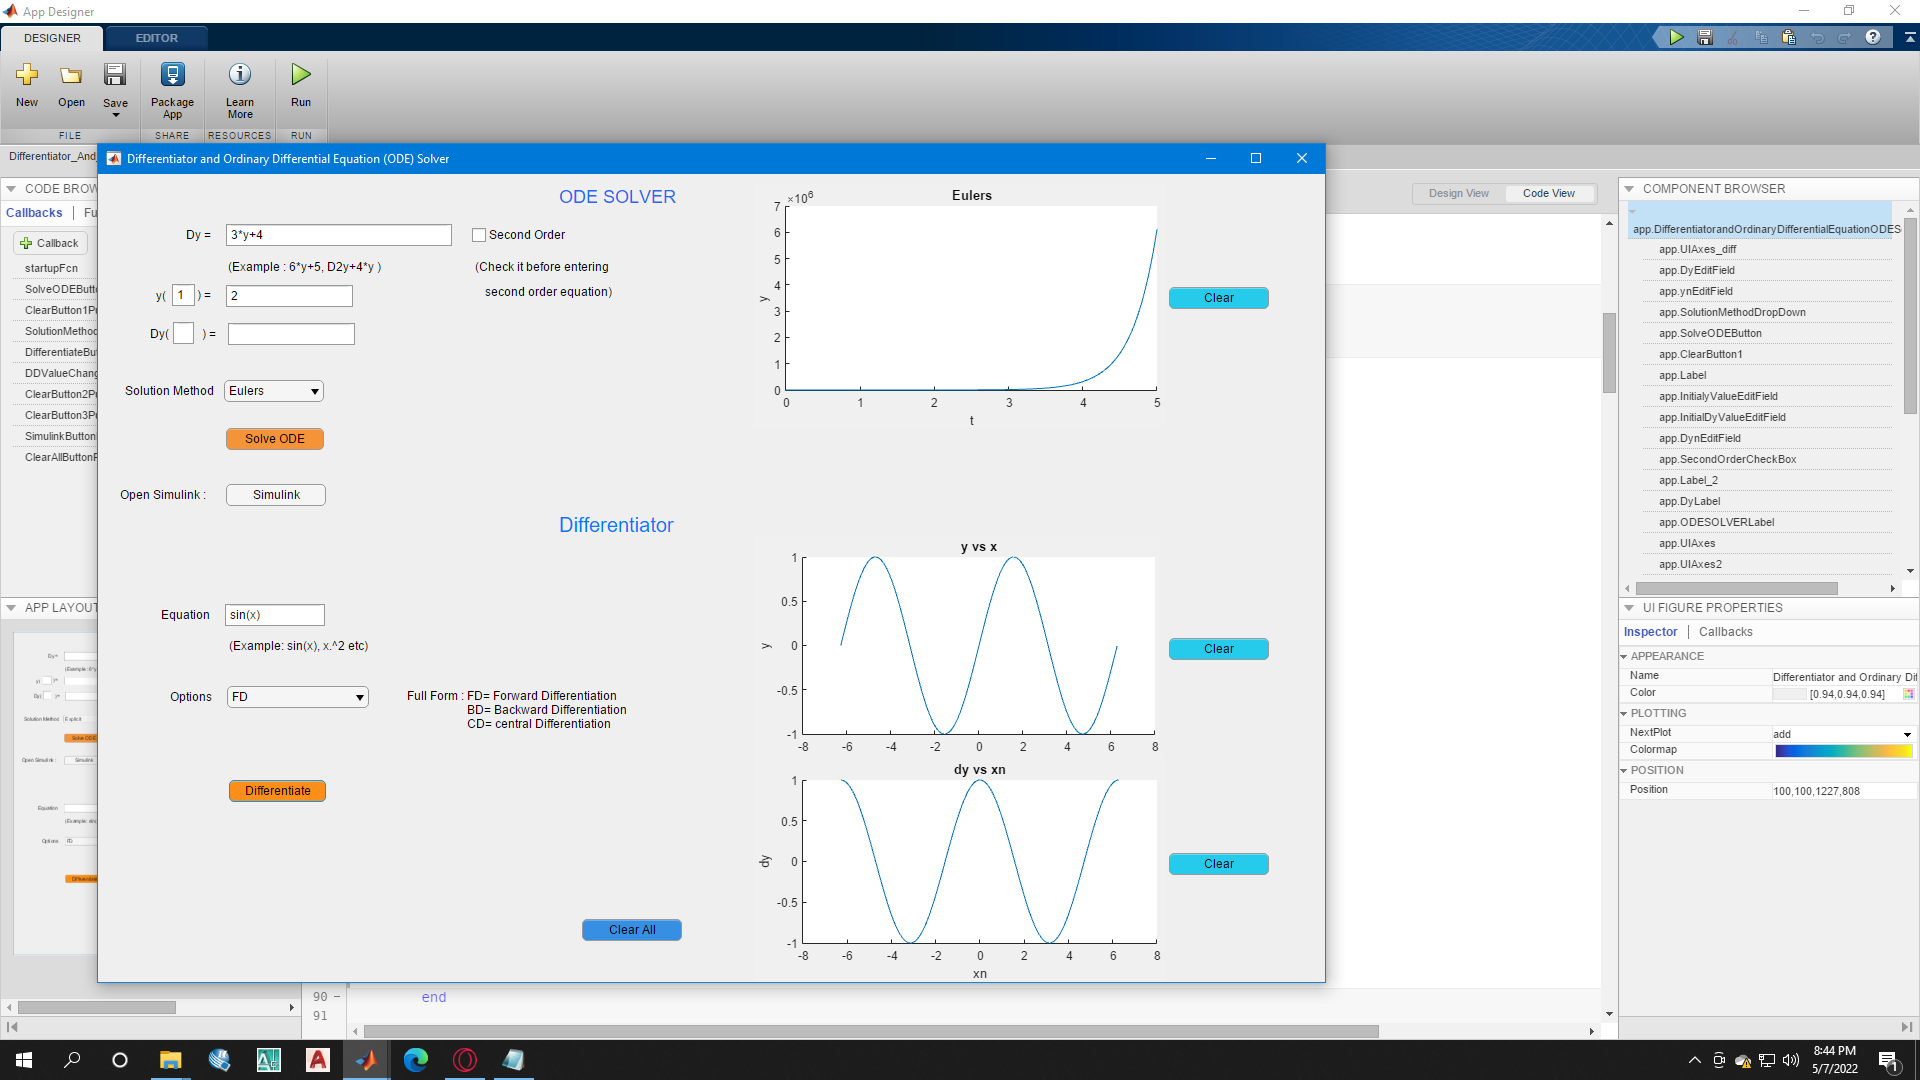 App Designer
DESIGNER
EDITOR
New
Open
Save
Package App
Learn More
Run
FILE
SHARE
RESOURCES
RUN
Differentiator_And_
CODE BROW
Callbacks
Fu
Callback
startupFcn
SolveODEButto
ClearButton1Pu
SolutionMethod
DifferentiateBut
DDValueChang
ClearButton2Pu
ClearButton3Pu
SimulinkButton
ClearAllButtonP
APP LAYOUT
Differentiator and Ordinary Differential Equation (ODE) Solver
ODE SOLVER
Dy =
3*y+4
Second Order
(Example : 6*y+5, D2y+4*y )
(Check it before entering
second order equation)
y(
1
) =
2
Dy(
) =
Solution Method
Eulers
Solve ODE
Open Simulink :
Simulink
Eulers
×10⁶
7
6
5
4
3
2
1
0
y
0 1 2 3 4 5
t
Clear
Differentiator
Equation
sin(x)
(Example: sin(x), x.^2 etc)
Options
FD
Full Form : FD= Forward Differentiation
BD= Backward Differentiation
CD= central Differentiation
Differentiate
Clear All
y vs x
1
0.5
0
-0.5
-1
y
-8 -6 -4 -2 0 2 4 6 8
Clear
dy vs xn
1
0.5
0
-0.5
-1
dy
-8 -6 -4 -2 0 2 4 6 8
xn
Clear
90
end
91
Design View
Code View
COMPONENT BROWSER
app.DifferentiatorandOrdinaryDifferentialEquationODES
app.UIAxes_diff
app.DyEditField
app.ynEditField
app.SolutionMethodDropDown
app.SolveODEButton
app.ClearButton1
app.Label
app.InitialyValueEditField
app.InitialDyValueEditField
app.DynEditField
app.SecondOrderCheckBox
app.Label_2
app.DyLabel
app.ODESOLVERLabel
app.UIAxes
app.UIAxes2
UI FIGURE PROPERTIES
Inspector
Callbacks
APPEARANCE
Name
Differentiator and Ordinary Dif
Color
[0.94,0.94,0.94]
PLOTTING
NextPlot
add
Colormap
POSITION
Position
100,100,1227,808
8:44 PM
5/7/2022
1